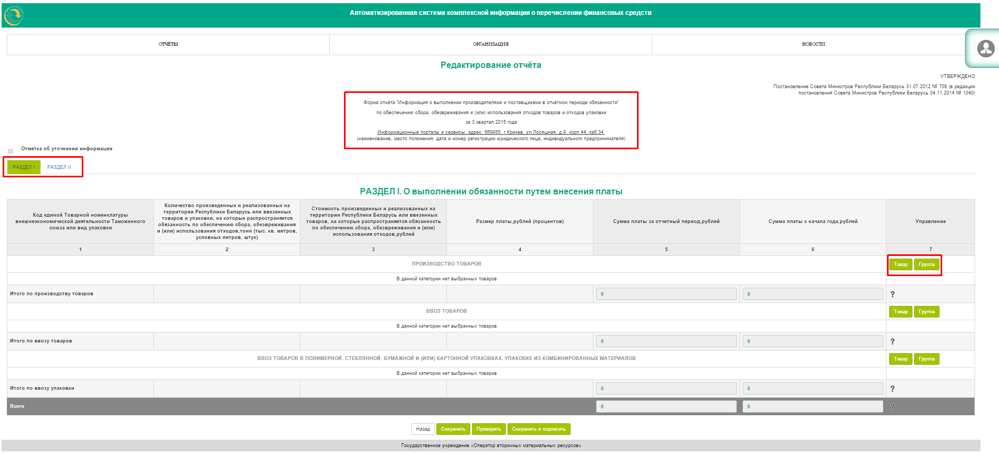 Автоматизированная система комплексной информации о перечислении финансовых средств
ОТЧЁТЫ
ОРГАНИЗАЦИЯ
НОВОСТИ
Редактирование отчёта
УТВЕРЖДЕНО
Постановление Совета Министров Республики Беларусь 31.07.2012 № 708 (в редакции
постановления Совета Министров Республики Беларусь 04.11.2014 № 1040)
Форма отчёта "Информация о выполнении производителями и поставщиками в отчётном периоде обязанности"
по обеспечению сбора, обезвреживания и (или) использования отходов товаров и отходов упаковки
за 3 квартал 2015 года
Информационные порталы и сервисы, адрес: 669955, г.Кричев, ул.Лосяшная, д.9, корп.44, каб.34
(наименование, место положения, дата и номер регистрации юридического лица, индивидуального предпринимателя)
Отметка об уточнении информации
РАЗДЕЛ I
РАЗДЕЛ II
РАЗДЕЛ I. О выполнении обязанности путем внесения платы
Код единой Товарной номенклатуры
внешнеэкономической деятельности Таможенного
союза или вид упаковки
Количество произведенных и реализованных на
территории Республики Беларусь или ввезенных
товаров и упаковки, на которые распространяется
обязанность по обеспечению сбора, обезвреживания
и (или) использования отходов,тонн (тыс. кв. метров,
условных литров, штук)
Стоимость произведенных и реализованных на
территории Республики Беларусь или ввезенных
товаров, на которые распространяется обязанность
по обеспечению сбора, обезвреживания и (или)
использования отходов,рублей
Размер платы,рублей (процентов)
Сумма платы за отчетный период,рублей
Сумма платы с начала года,рублей
Управление
1
2
3
4
5
6
7
ПРОИЗВОДСТВО ТОВАРОВ
Товар
Группа
В данной категории нет выбранных товаров
Итого по производству товаров
0
0
?
ВВОЗ ТОВАРОВ
Товар
Группа
В данной категории нет выбранных товаров
Итого по ввозу товаров
0
0
?
ВВОЗ ТОВАРОВ В ПОЛИМЕРНОЙ, СТЕКЛЯННОЙ, БУМАЖНОЙ И (ИЛИ) КАРТОННОЙ УПАКОВКАХ, УПАКОВКЕ ИЗ КОМБИНИРОВАННЫХ МАТЕРИАЛОВ
Товар
Группа
В данной категории нет выбранных товаров
Итого по ввозу упаковки
0
0
?
Всего
0
0
?
Назад
Сохранить
Проверить
Сохранить и подписать
Государственное учреждение «Оператор вторичных материальных ресурсов»